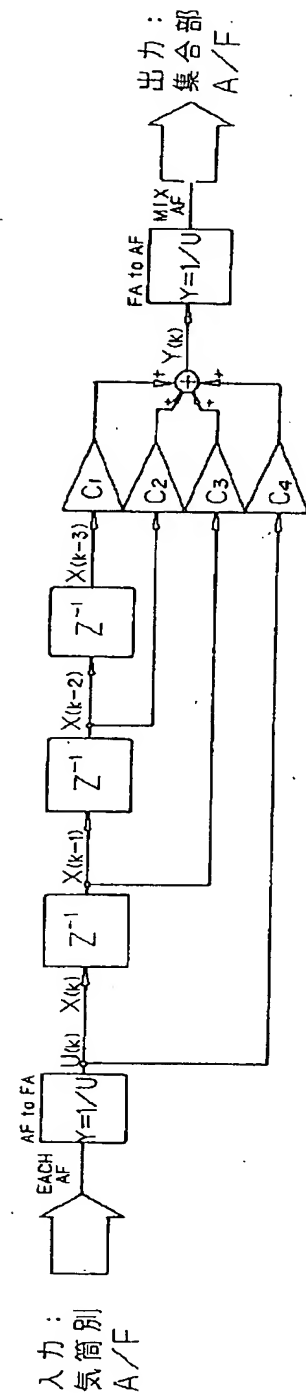 入力：
気筒別
A/F
EACH
AF
AF to FA
Y=1/U
U(k)
X(k)
Z⁻¹
X(k-1)
Z⁻¹
X(k-2)
Z⁻¹
X(k-3)
C1
C2
C3
C4
+
+
+
+
+
Y(k)
FA to AF
Y=1/U
MIX
AF
出力：
集合部
A/F